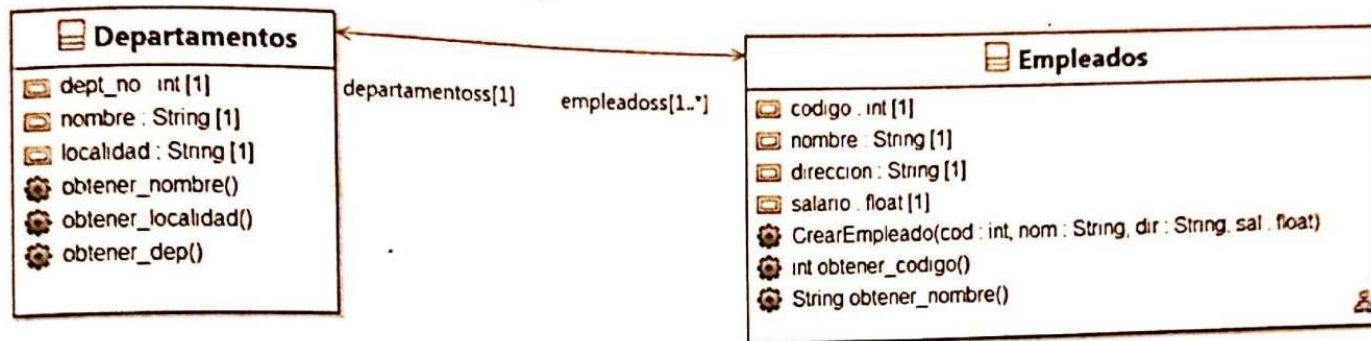 Departamentos
dept_no int [1]
nombre : String [1]
localidad : String [1]
obtener_nombre()
obtener_localidad()
obtener_dep()
departamentoss[1]
empleadoss[1..*]
Empleados
codigo : int [1]
nombre : String [1]
direccion : String [1]
salario : float [1]
CrearEmpleado(cod : int, nom : String, dir : String, sal : float)
int obtener_codigo()
String obtener_nombre()